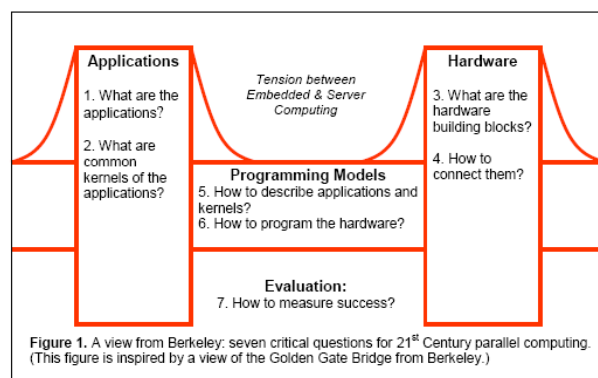 Applications
1. What are the
applications?
2. What are
common
kernels of the
applications?
Tension between
Embedded & Server
Computing
Hardware
3. What are the
hardware
building blocks?
4. How to
connect them?
Programming Models
5. How to describe applications and
kernels?
6. How to program the hardware?
Evaluation:
7. How to measure success?
Figure 1. A view from Berkeley: seven critical questions for 21st Century parallel computing.
(This figure is inspired by a view of the Golden Gate Bridge from Berkeley.)